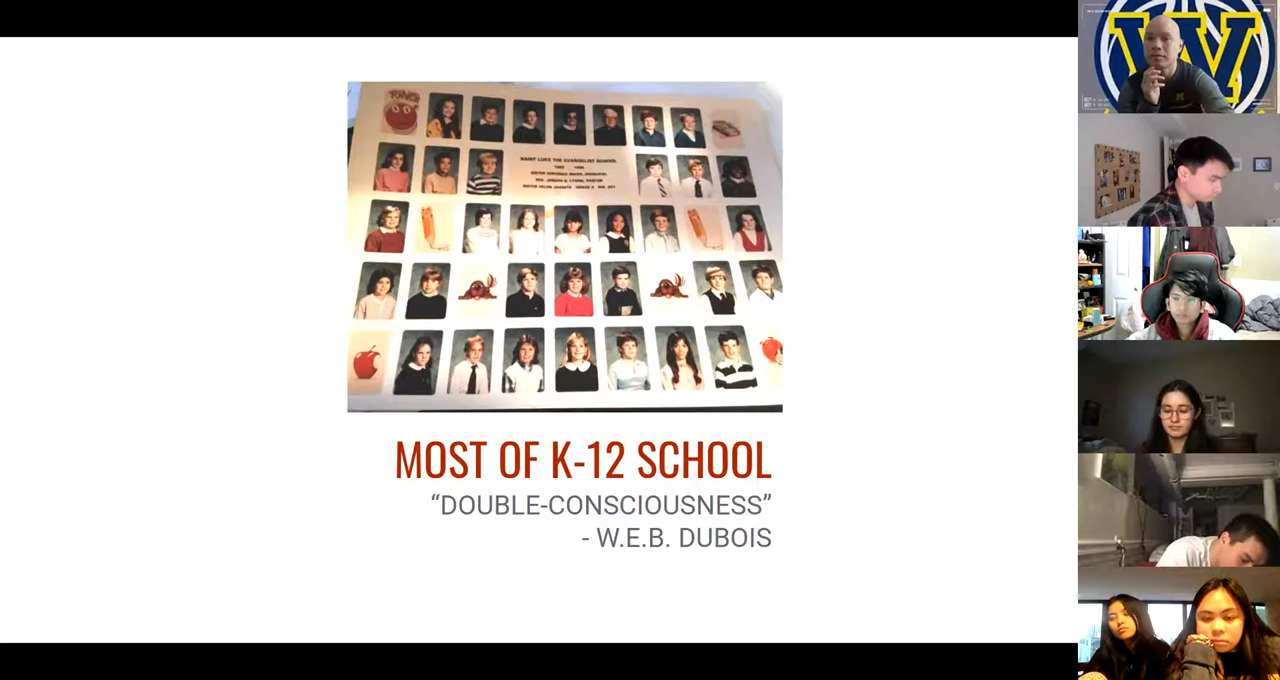 SAINT LUKE THE EVANGELIST SCHOOL
MOST OF K-12 SCHOOL
“DOUBLE-CONSCIOUSNESS”
- W.E.B. DUBOIS
W